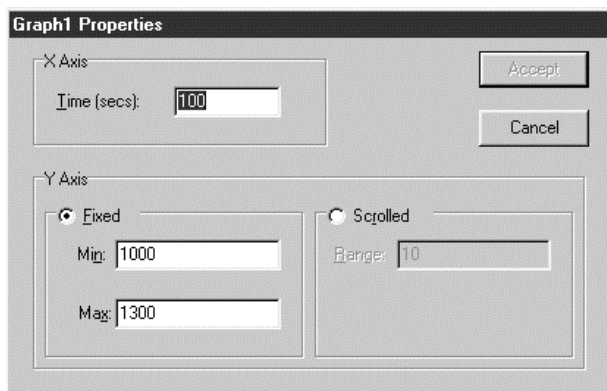 Graph1 Properties
X Axis
Time (secs): 100
Accept
Cancel
Y Axis
Fixed
Scrolled
Min: 1000
Range: 10
Max: 1300